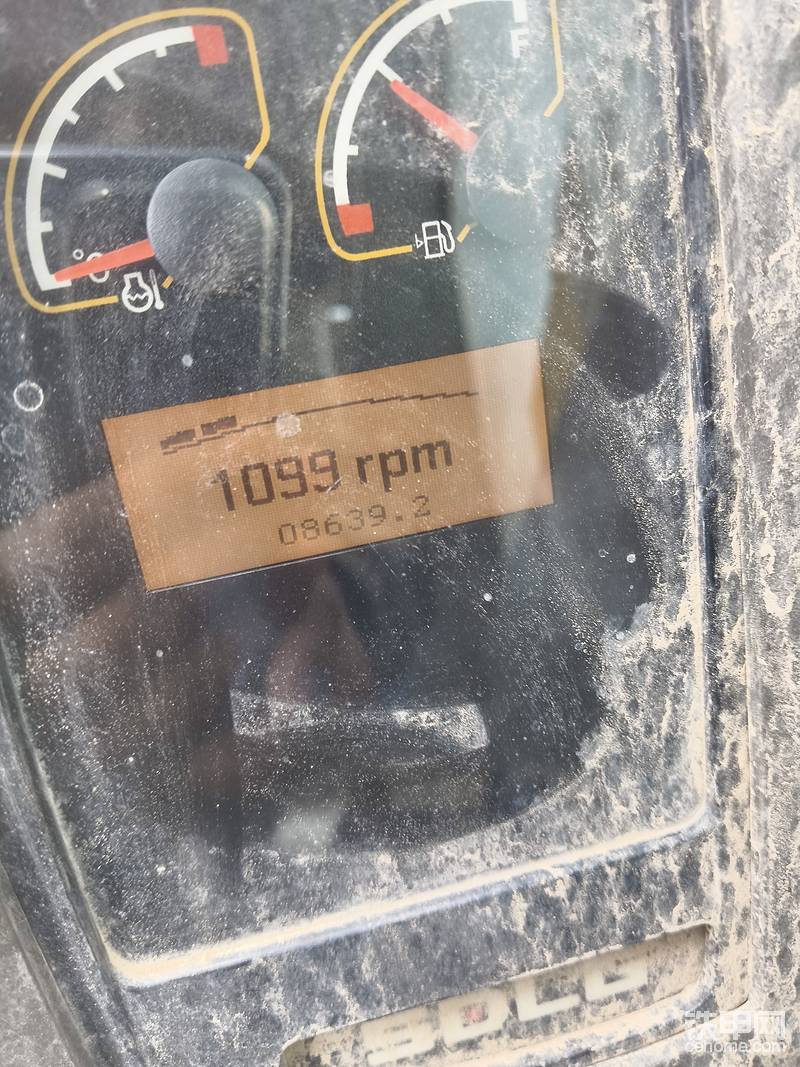 F
°C
1099 rpm
08639.2
SDLG
铁甲网
cehome.com